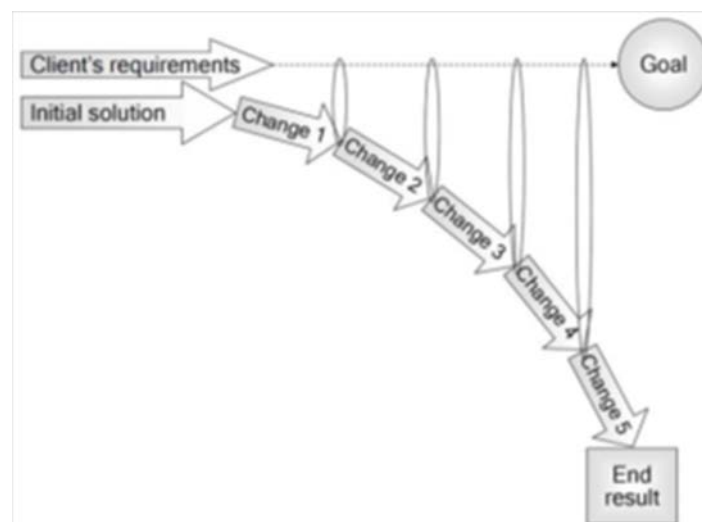 Client's requirements
Goal
Initial solution
Change 1
Change 2
Change 3
Change 4
Change 5
End
result